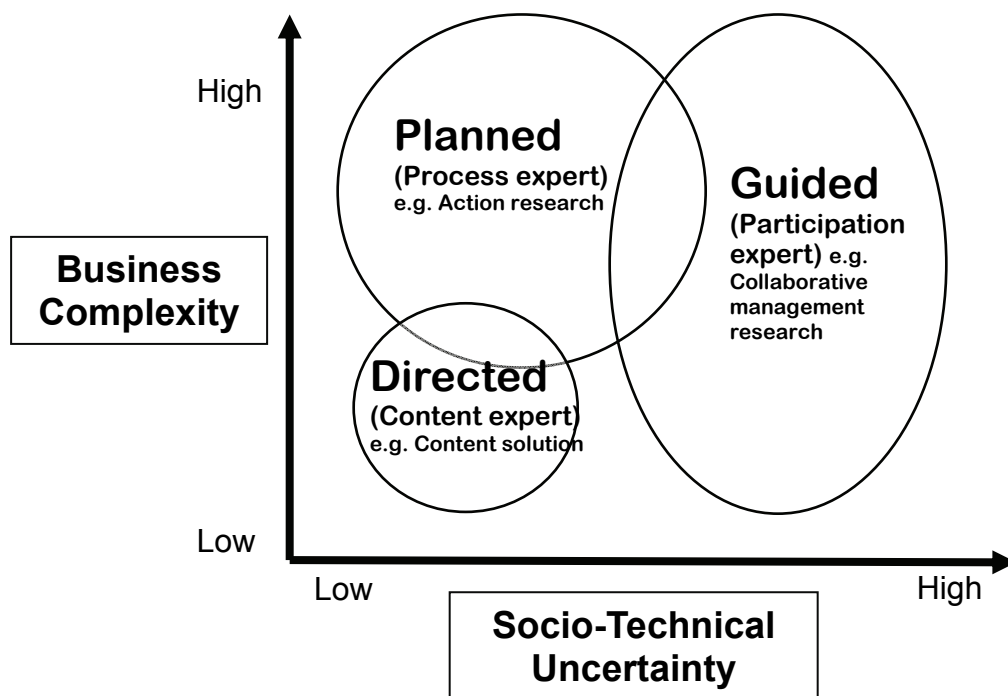 High
Planned
(Process expert)
e.g. Action research
Guided
(Participation
expert) e.g.
Collaborative
management
research
Business
Complexity
Directed
(Content expert)
e.g. Content solution
Low
Low
High
Socio-Technical
Uncertainty